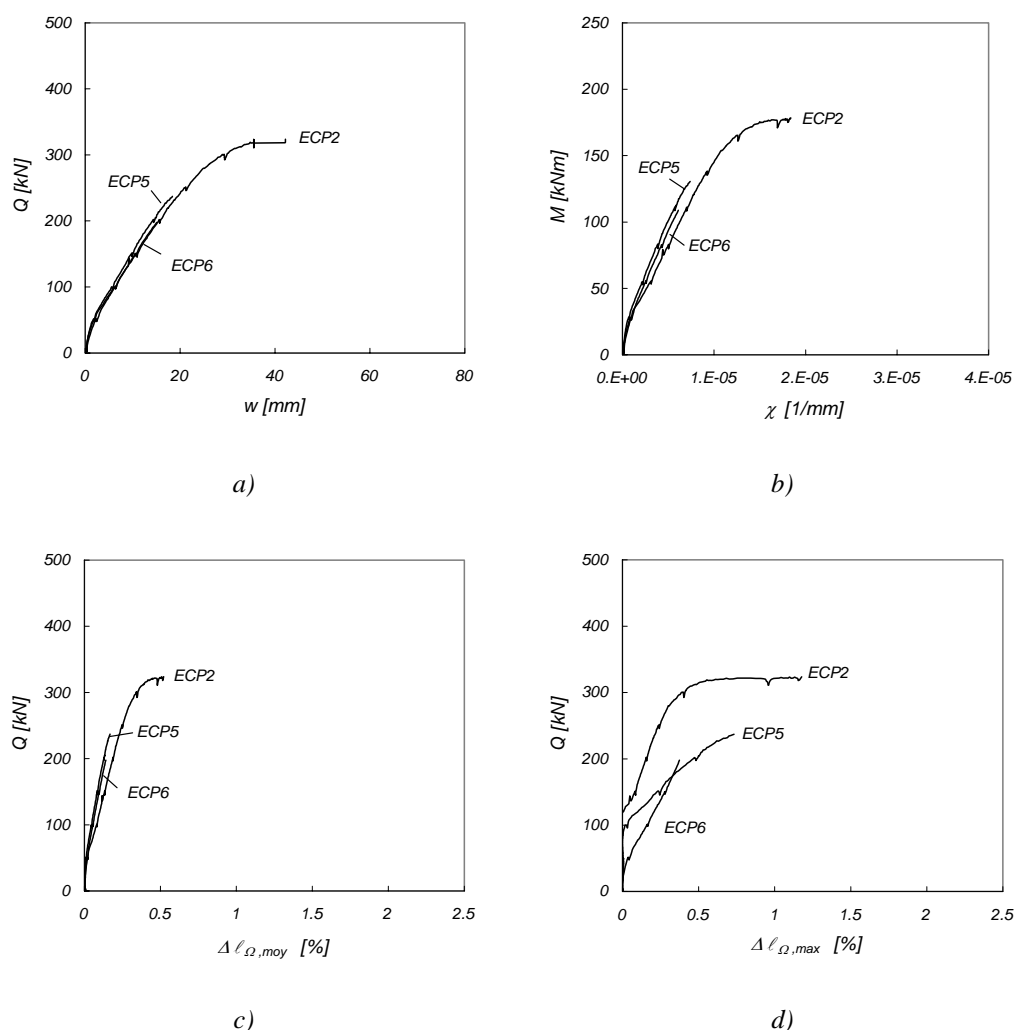 500
400
300
200
100
0
Q [kN]
ECP2
ECP5
ECP6
0 20 40 60 80
w [mm]
a)
250
200
150
100
50
0
M [kNm]
ECP2
ECP5
ECP6
0.E+00 1.E-05 2.E-05 3.E-05 4.E-05
χ [1/mm]
b)
500
400
300
200
100
0
Q [kN]
ECP2
ECP5
ECP6
0 0.5 1 1.5 2 2.5
Δ ℓ Ω,moy [%]
c)
500
400
300
200
100
0
Q [kN]
ECP2
ECP5
ECP6
0 0.5 1 1.5 2 2.5
Δ ℓ Ω,max [%]
d)